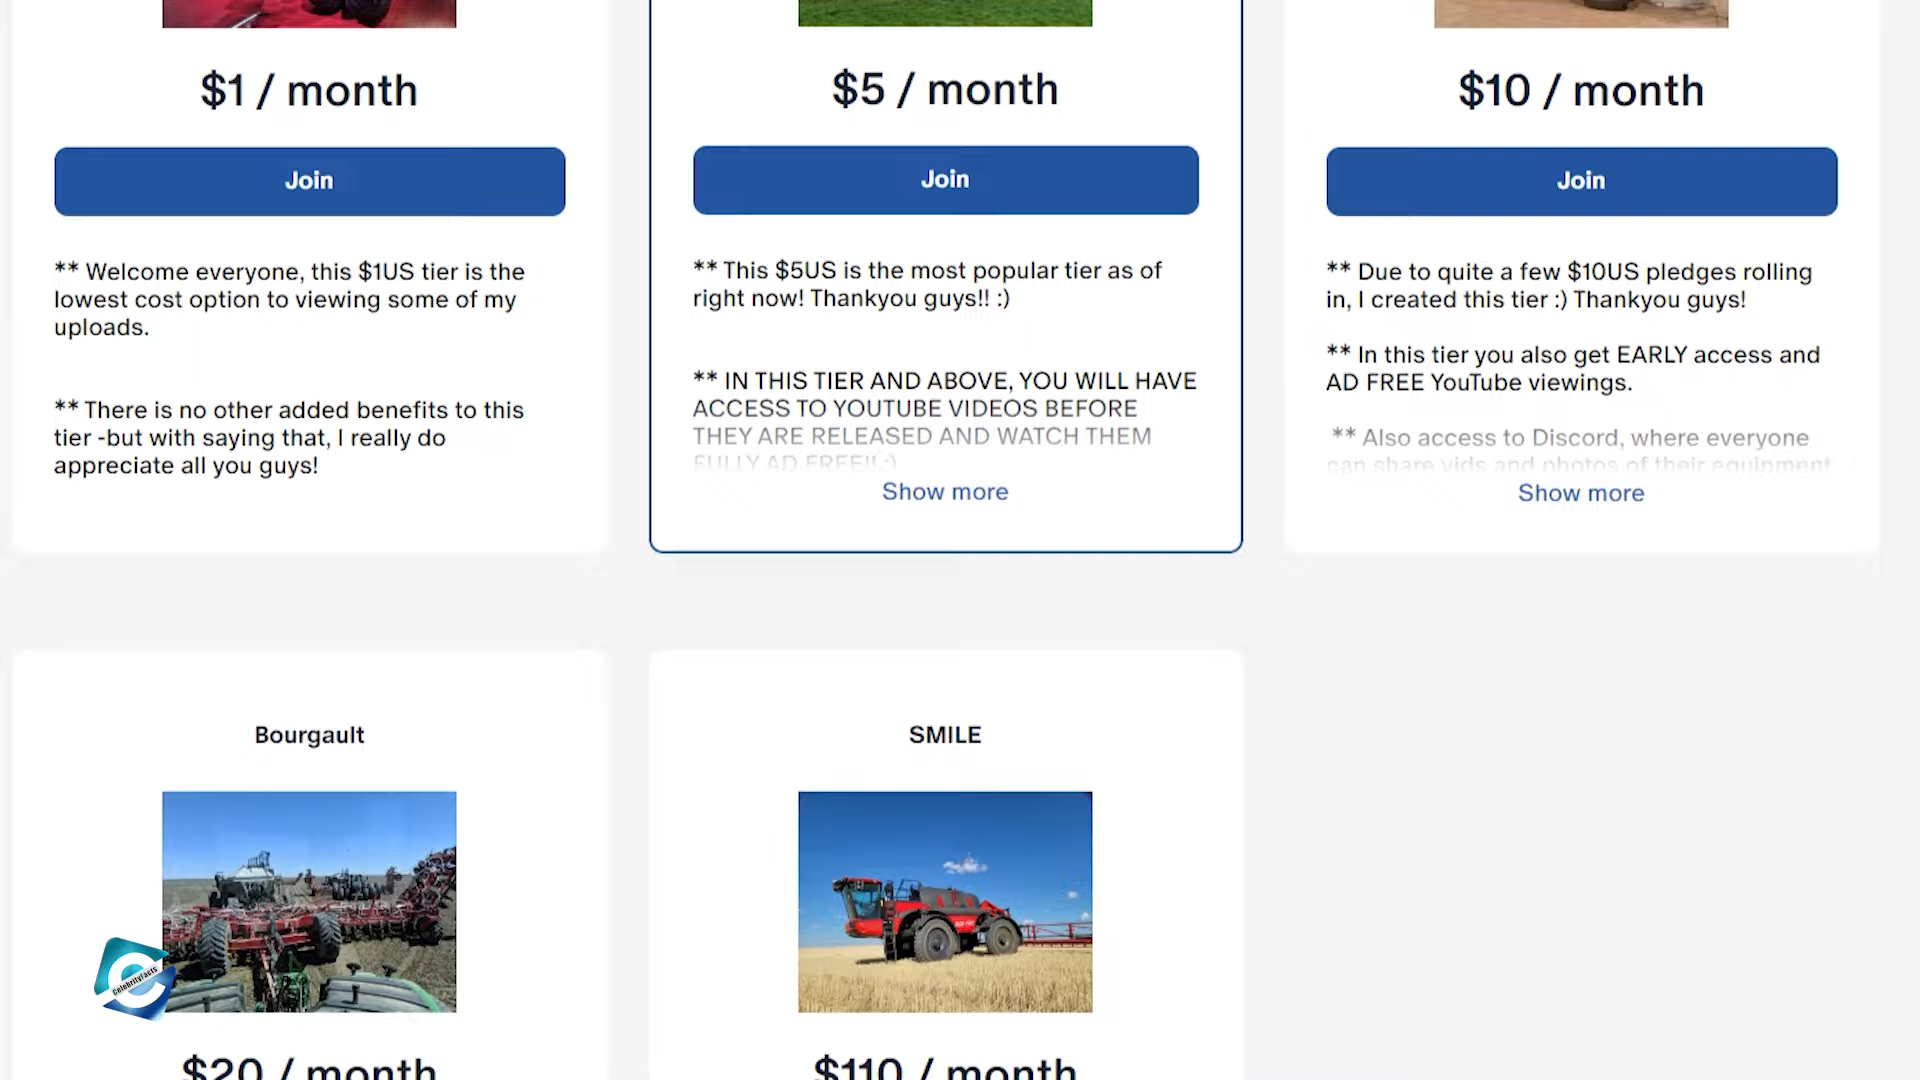 $1 / month
Join
** Welcome everyone, this $1US tier is the
lowest cost option to viewing some of my
uploads.
** There is no other added benefits to this
tier -but with saying that, I really do
appreciate all you guys!
$5 / month
Join
** This $5US is the most popular tier as of
right now! Thankyou guys!! :)
** IN THIS TIER AND ABOVE, YOU WILL HAVE
ACCESS TO YOUTUBE VIDEOS BEFORE
THEY ARE RELEASED AND WATCH THEM
FULLY AD FREE!! :)
Show more
$10 / month
Join
** Due to quite a few $10US pledges rolling
in, I created this tier :) Thankyou guys!
** In this tier you also get EARLY access and
AD FREE YouTube viewings.
** Also access to Discord, where everyone
can share vids and photos of their equipment
Show more
Bourgault
$20 / month
SMILE
$110 / month
CelebrityFacts